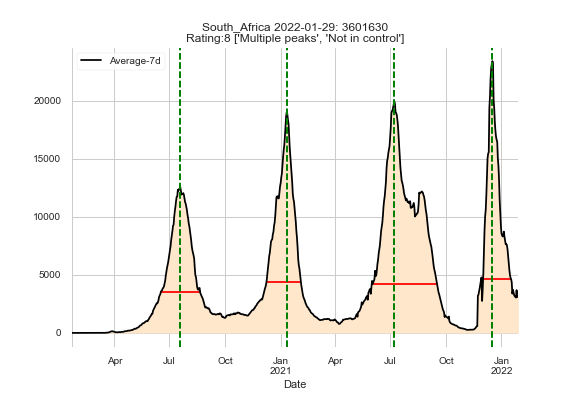 South_Africa 2022-01-29: 3601630
Rating:8 ['Multiple peaks', 'Not in control']
Average-7d
20000
15000
10000
5000
0
Apr
Jul
Oct
Jan
2021
Apr
Jul
Oct
Jan
2022
Date